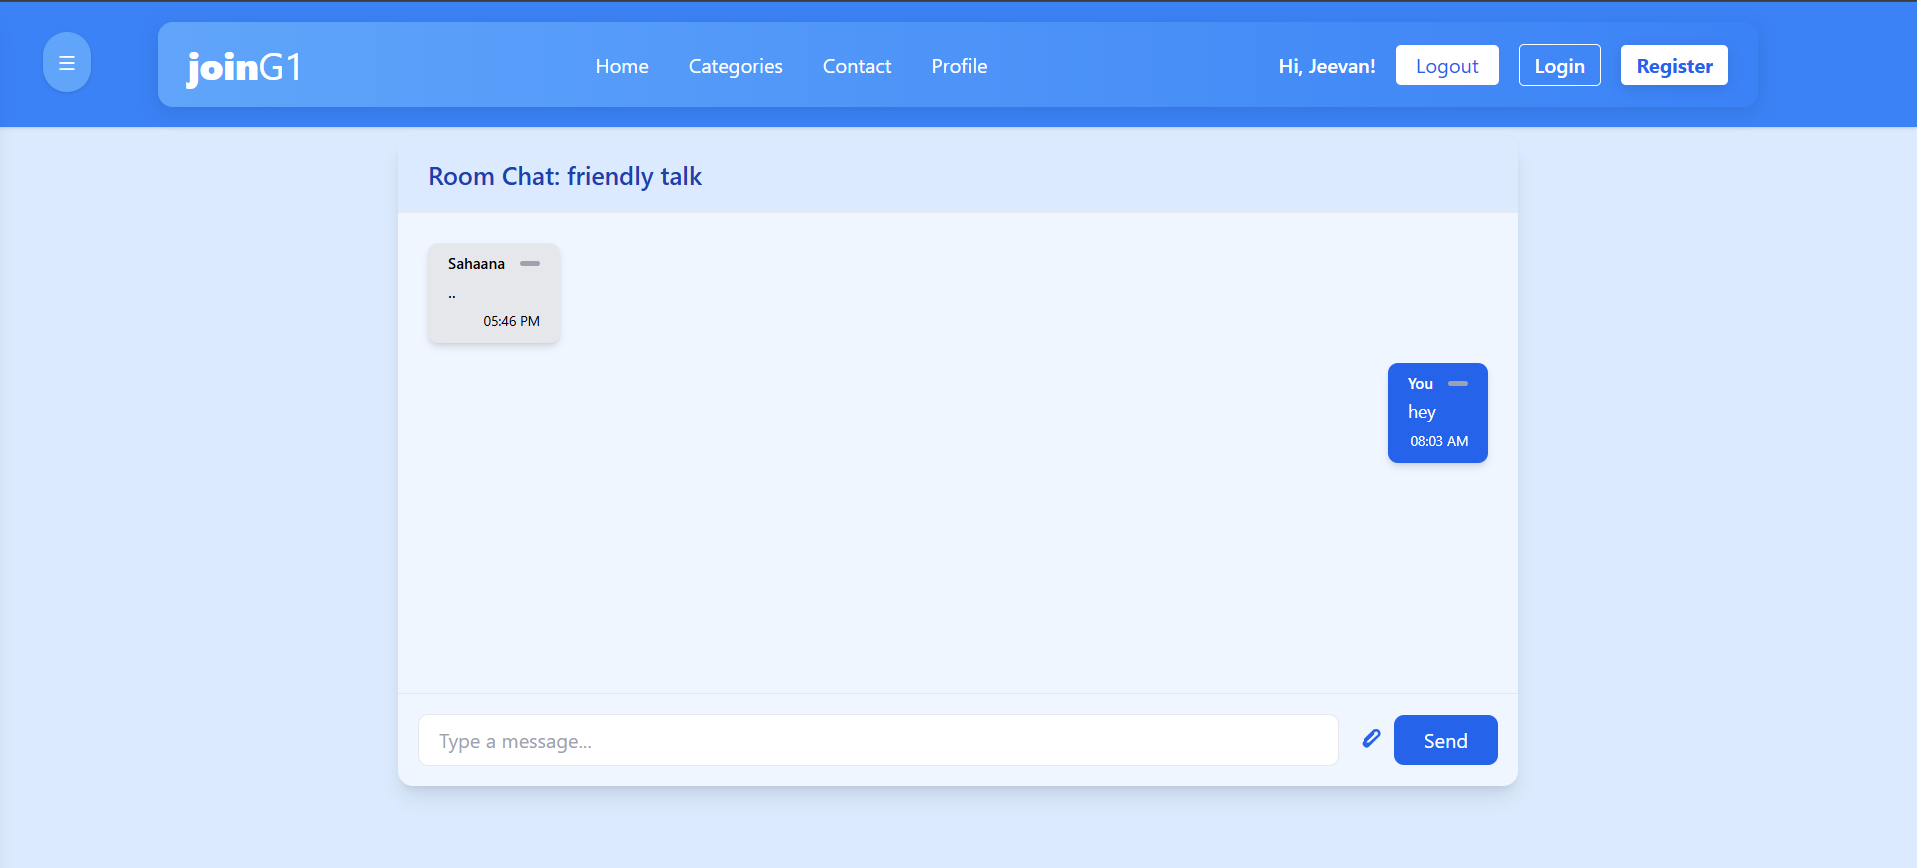 joinG1
Home Categories Contact Profile
Hi, Jeevan! Logout Login Register
Room Chat: friendly talk
Sahaana
..
05:46 PM
You
hey
08:03 AM
Type a message...
Send